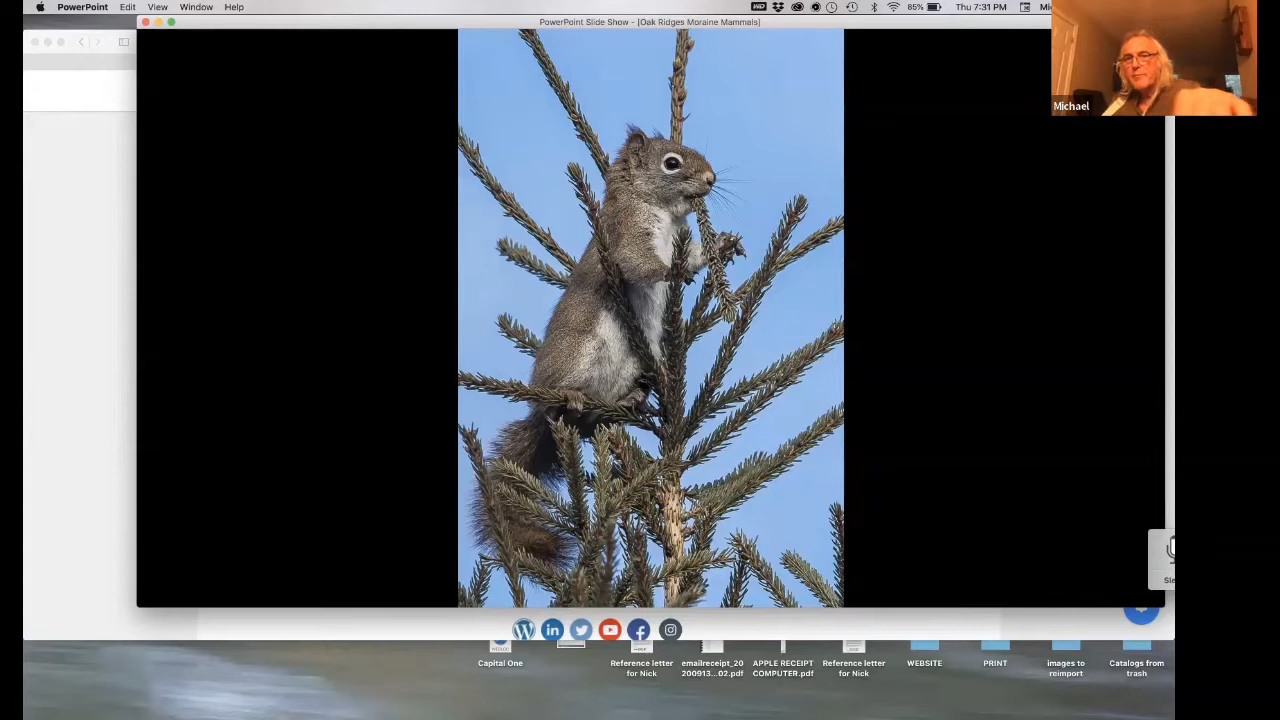 PowerPoint Edit View Window Help
85% Thu 7:31 PM
PowerPoint Slide Show - [Oak Ridges Moraine Mammals]
Michael
Capital One
Reference letter
for Nick
emailreceipt_20
200913...02.pdf
APPLE RECEIPT
COMPUTER.pdf
Reference letter
for Nick
WEBSITE
PRINT
images to
reimport
Catalogs from
trash